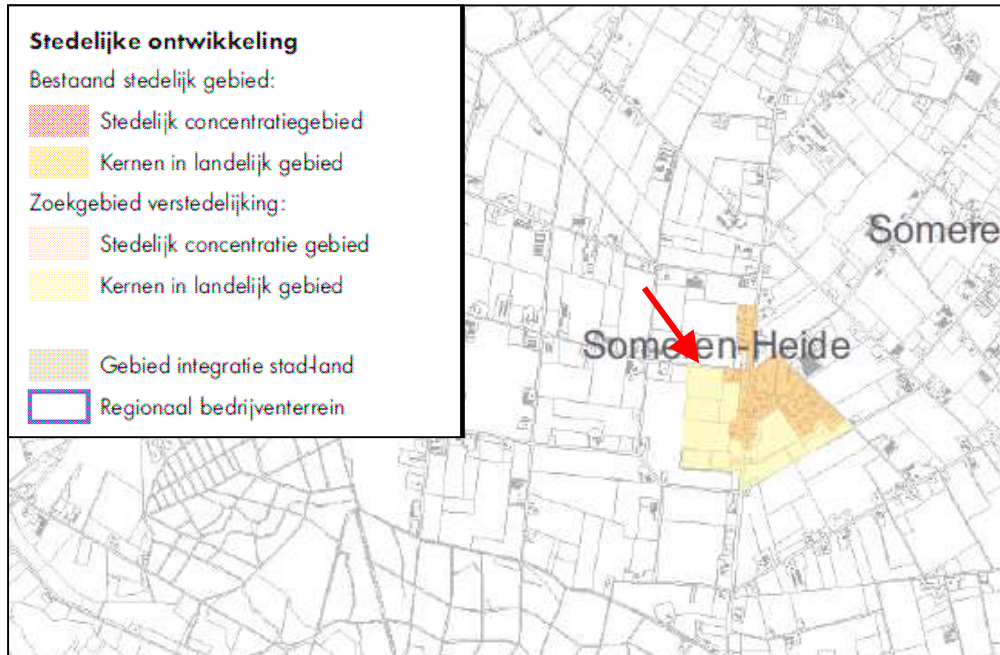 Stedelijke ontwikkeling
Bestaand stedelijk gebied:
Stedelijk concentratiegebied
Kernen in landelijk gebied
Zoekgebied verstedelijking:
Stedelijk concentratie gebied
Kernen in landelijk gebied
Gebied integratie stad-land
Regionaal bedrijventerrein
Somere
Someren-Heide